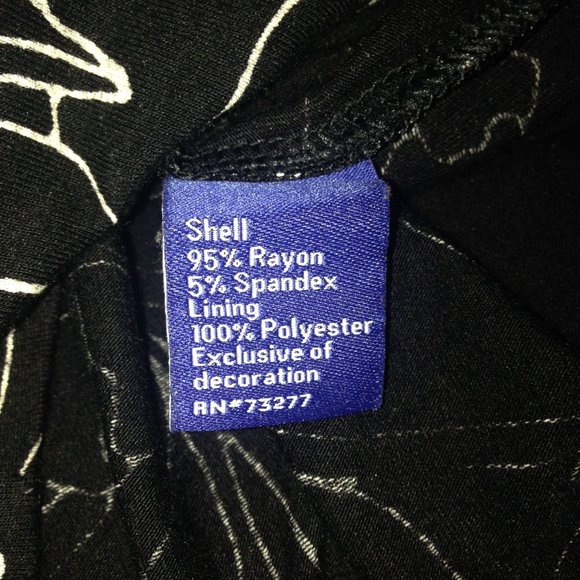 Shell
95% Rayon
5% Spandex
Lining
100% Polyester
Exclusive of
decoration
RN#73277